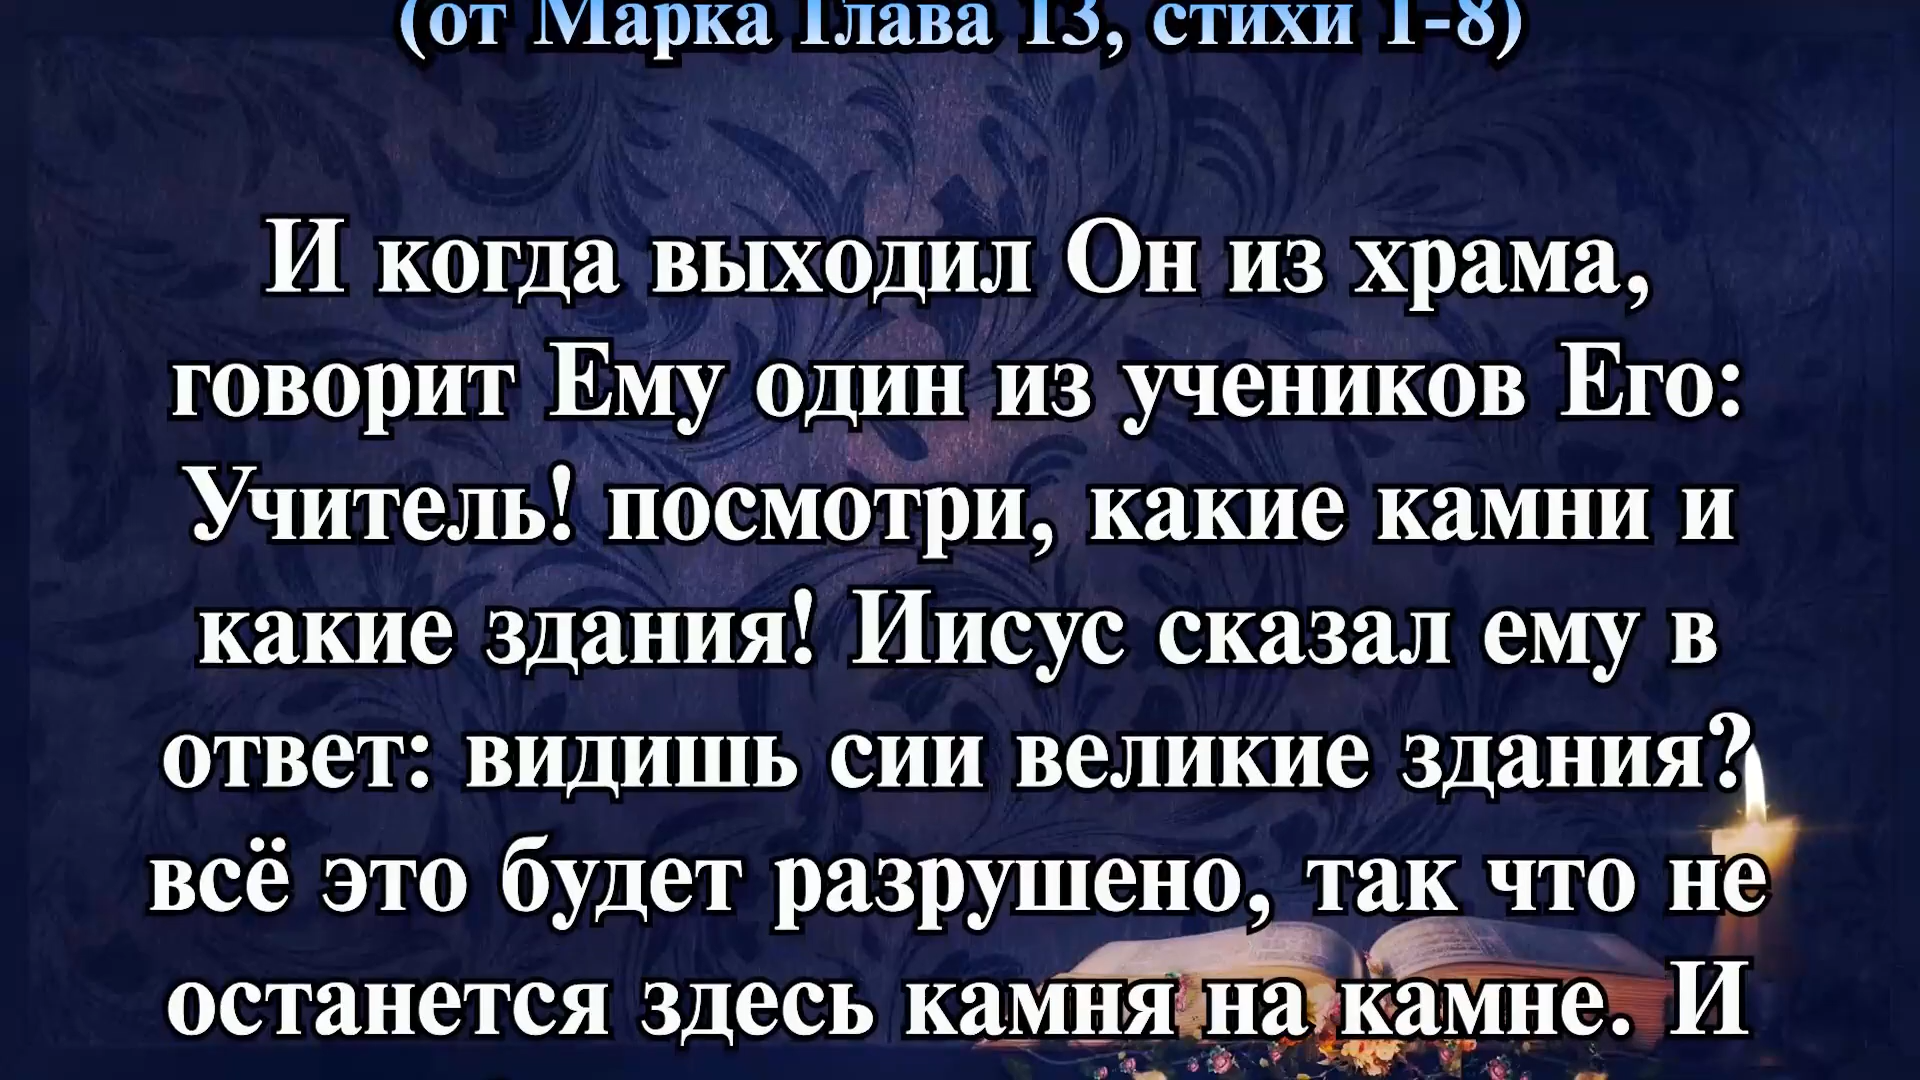 (от Марка Глава 13, стихи 1-8)
И когда выходил Он из храма,
говорит Ему один из учеников Его:
Учитель! посмотри, какие камни и
какие здания! Иисус сказал ему в
ответ: видишь сии великие здания?
всё это будет разрушено, так что не
останется здесь камня на камне. И